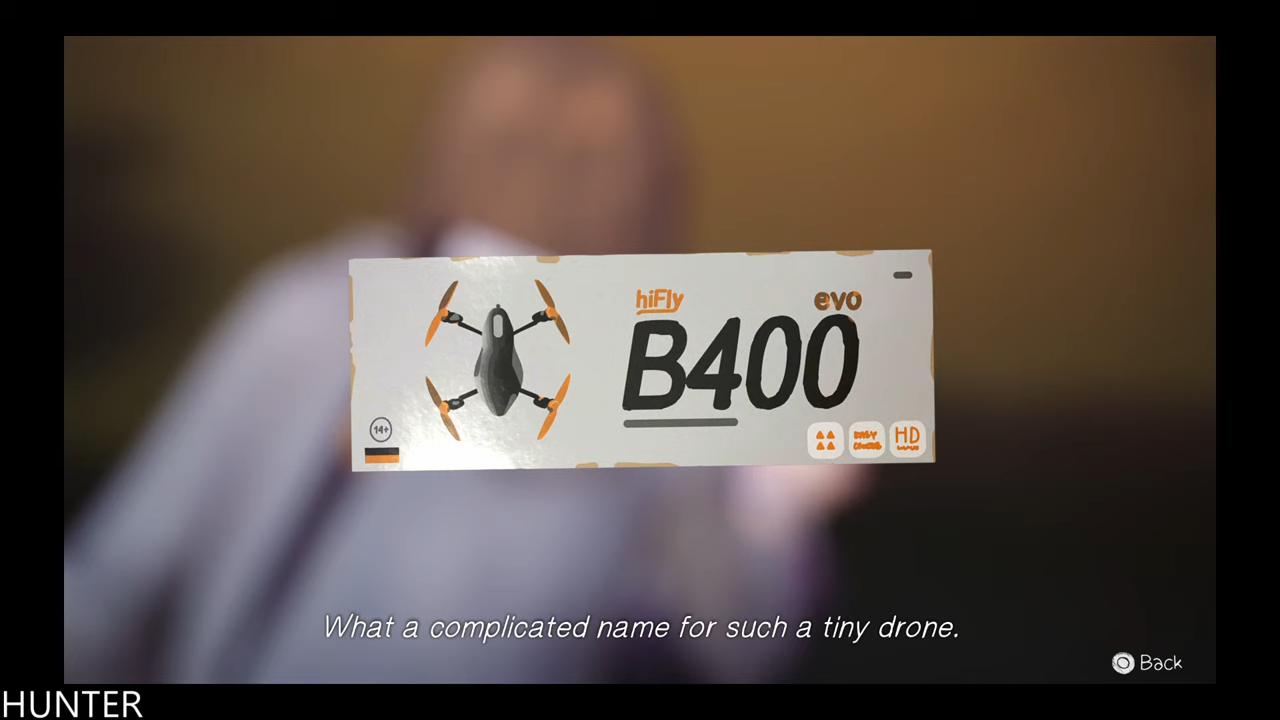 hiFly
evo
B400
14+
HD
What a complicated name for such a tiny drone.
Back
HUNTER